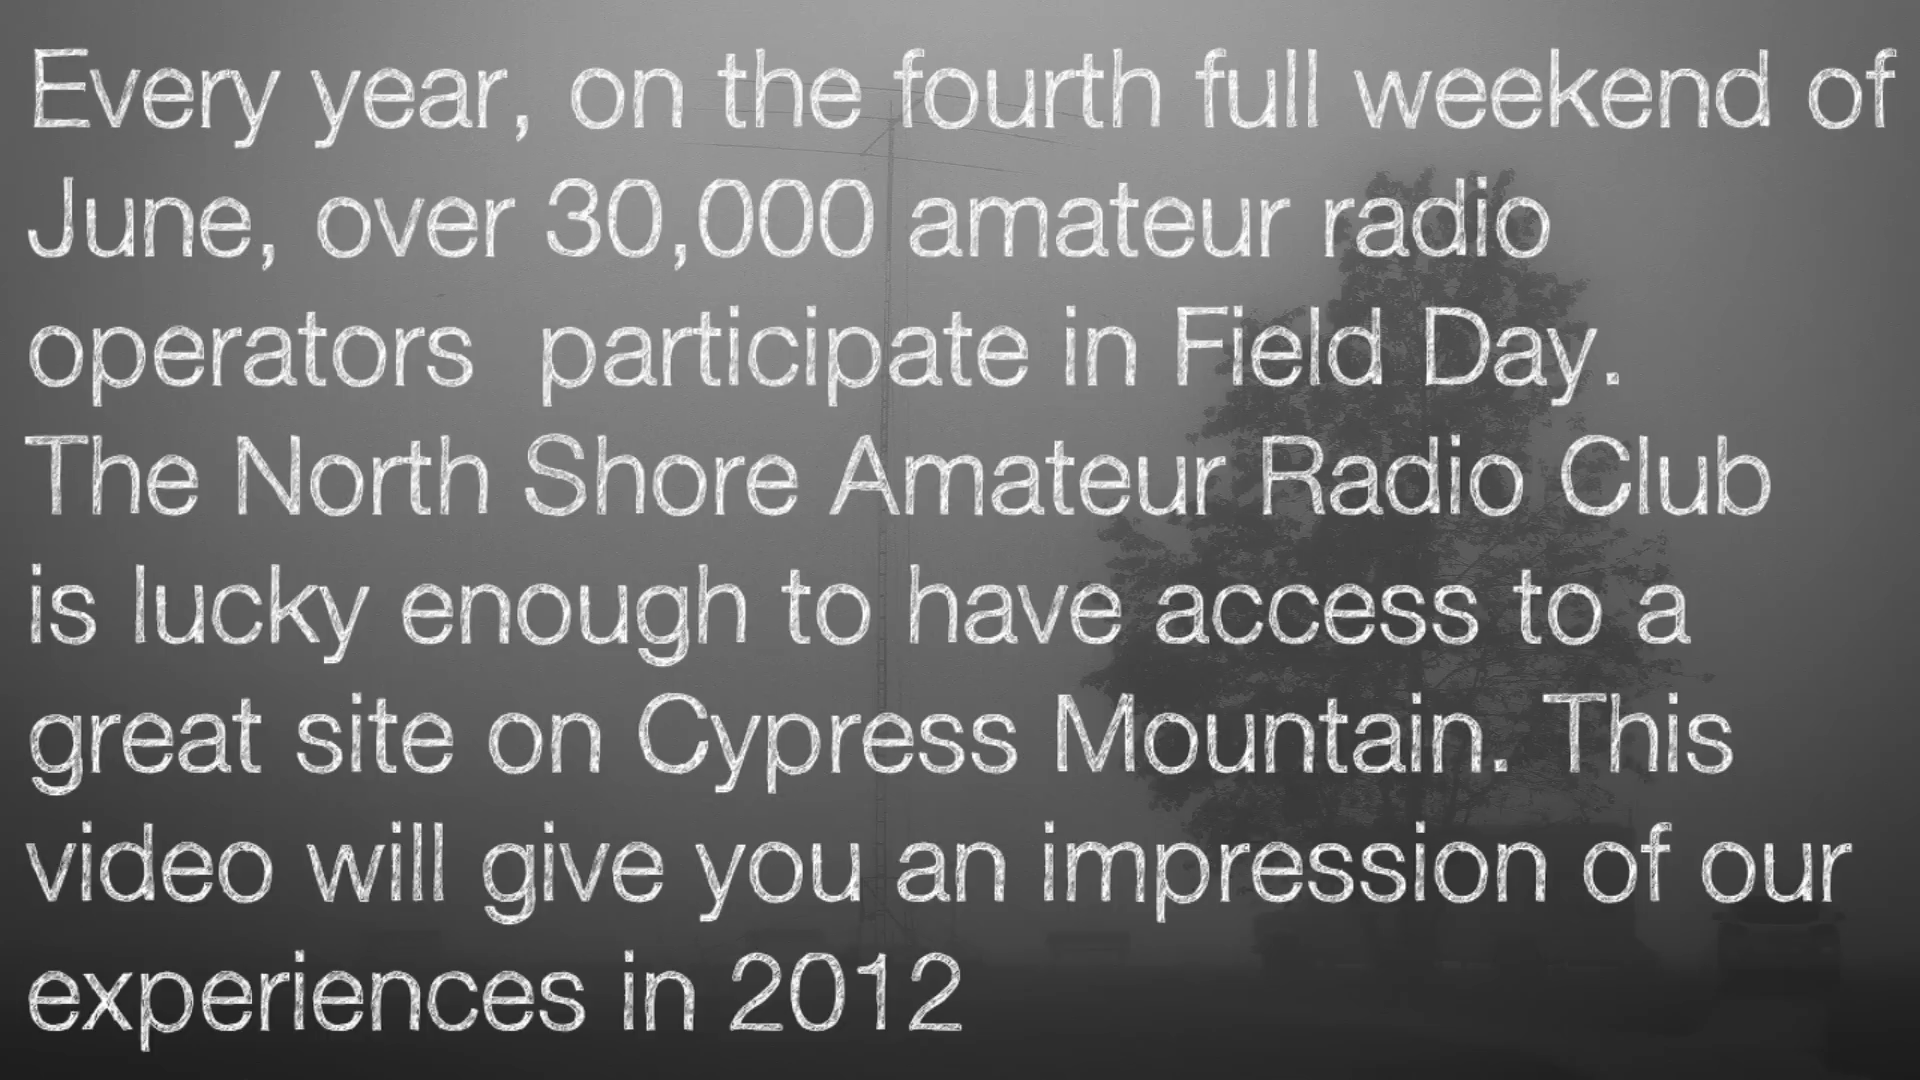 Every year, on the fourth full weekend of
June, over 30,000 amateur radio
operators  participate in Field Day.
The North Shore Amateur Radio Club
is lucky enough to have access to a
great site on Cypress Mountain. This
video will give you an impression of our
experiences in 2012